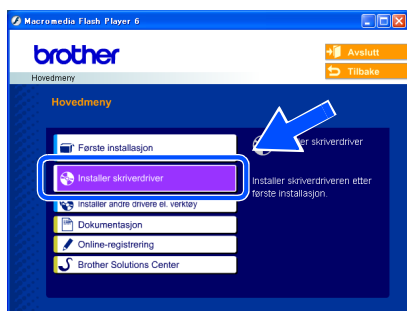 Macromedia Flash Player 6
brother
Avslutt
Tilbake
Hovedmeny
Hovedmeny
Første installasjon
Installer skriverdriver
Installer andre drivere el. verktøy
Dokumentasjon
Online-registrering
Brother Solutions Center
skriverdriver
Installer skriverdriveren etter
første installasjon.